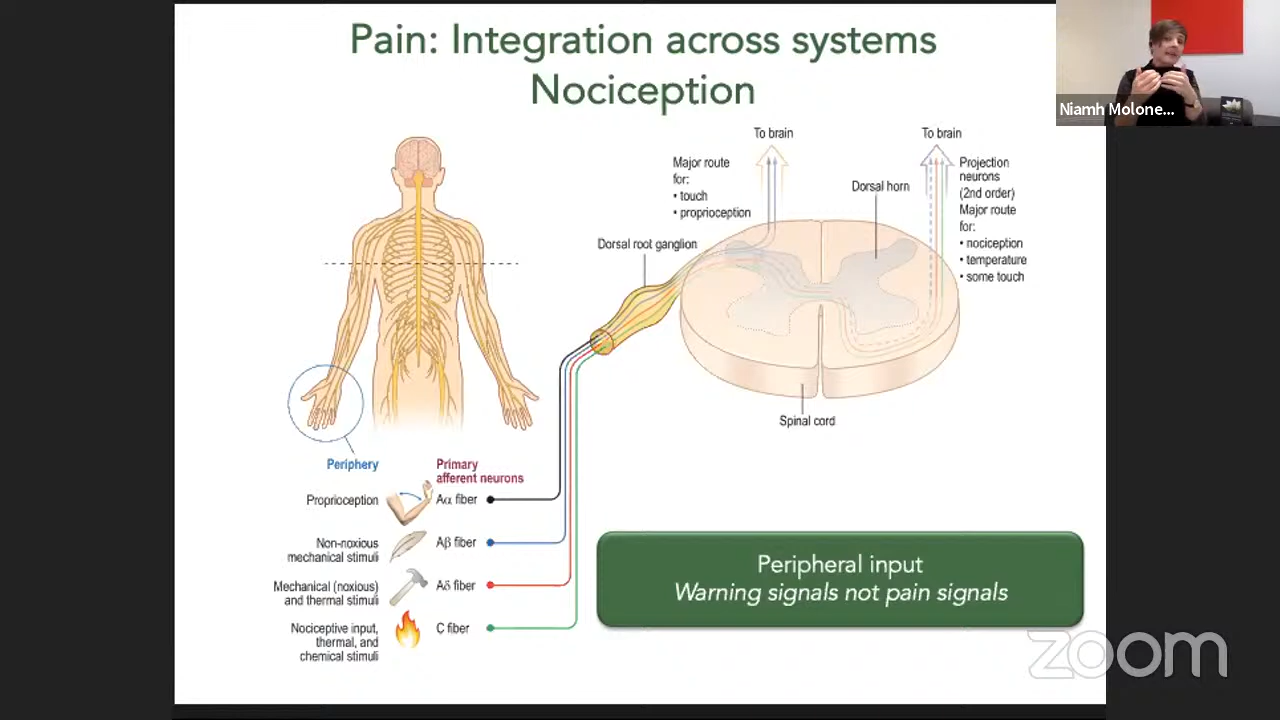 Pain: Integration across systems
Nociception
Niamh Molone...
To brain
To brain
Major route
for:
• touch
• proprioception
Dorsal horn
Projection
neurons
(2nd order)
Major route
for:
• nociception
• temperature
• some touch
Dorsal root ganglion
Spinal cord
Periphery
Primary
afferent neurons
Proprioception
Aα fiber
Non-noxious
mechanical stimuli
Aβ fiber
Mechanical (noxious)
and thermal stimuli
Aδ fiber
Nociceptive input,
thermal, and
chemical stimuli
C fiber
Peripheral input
Warning signals not pain signals
zoom